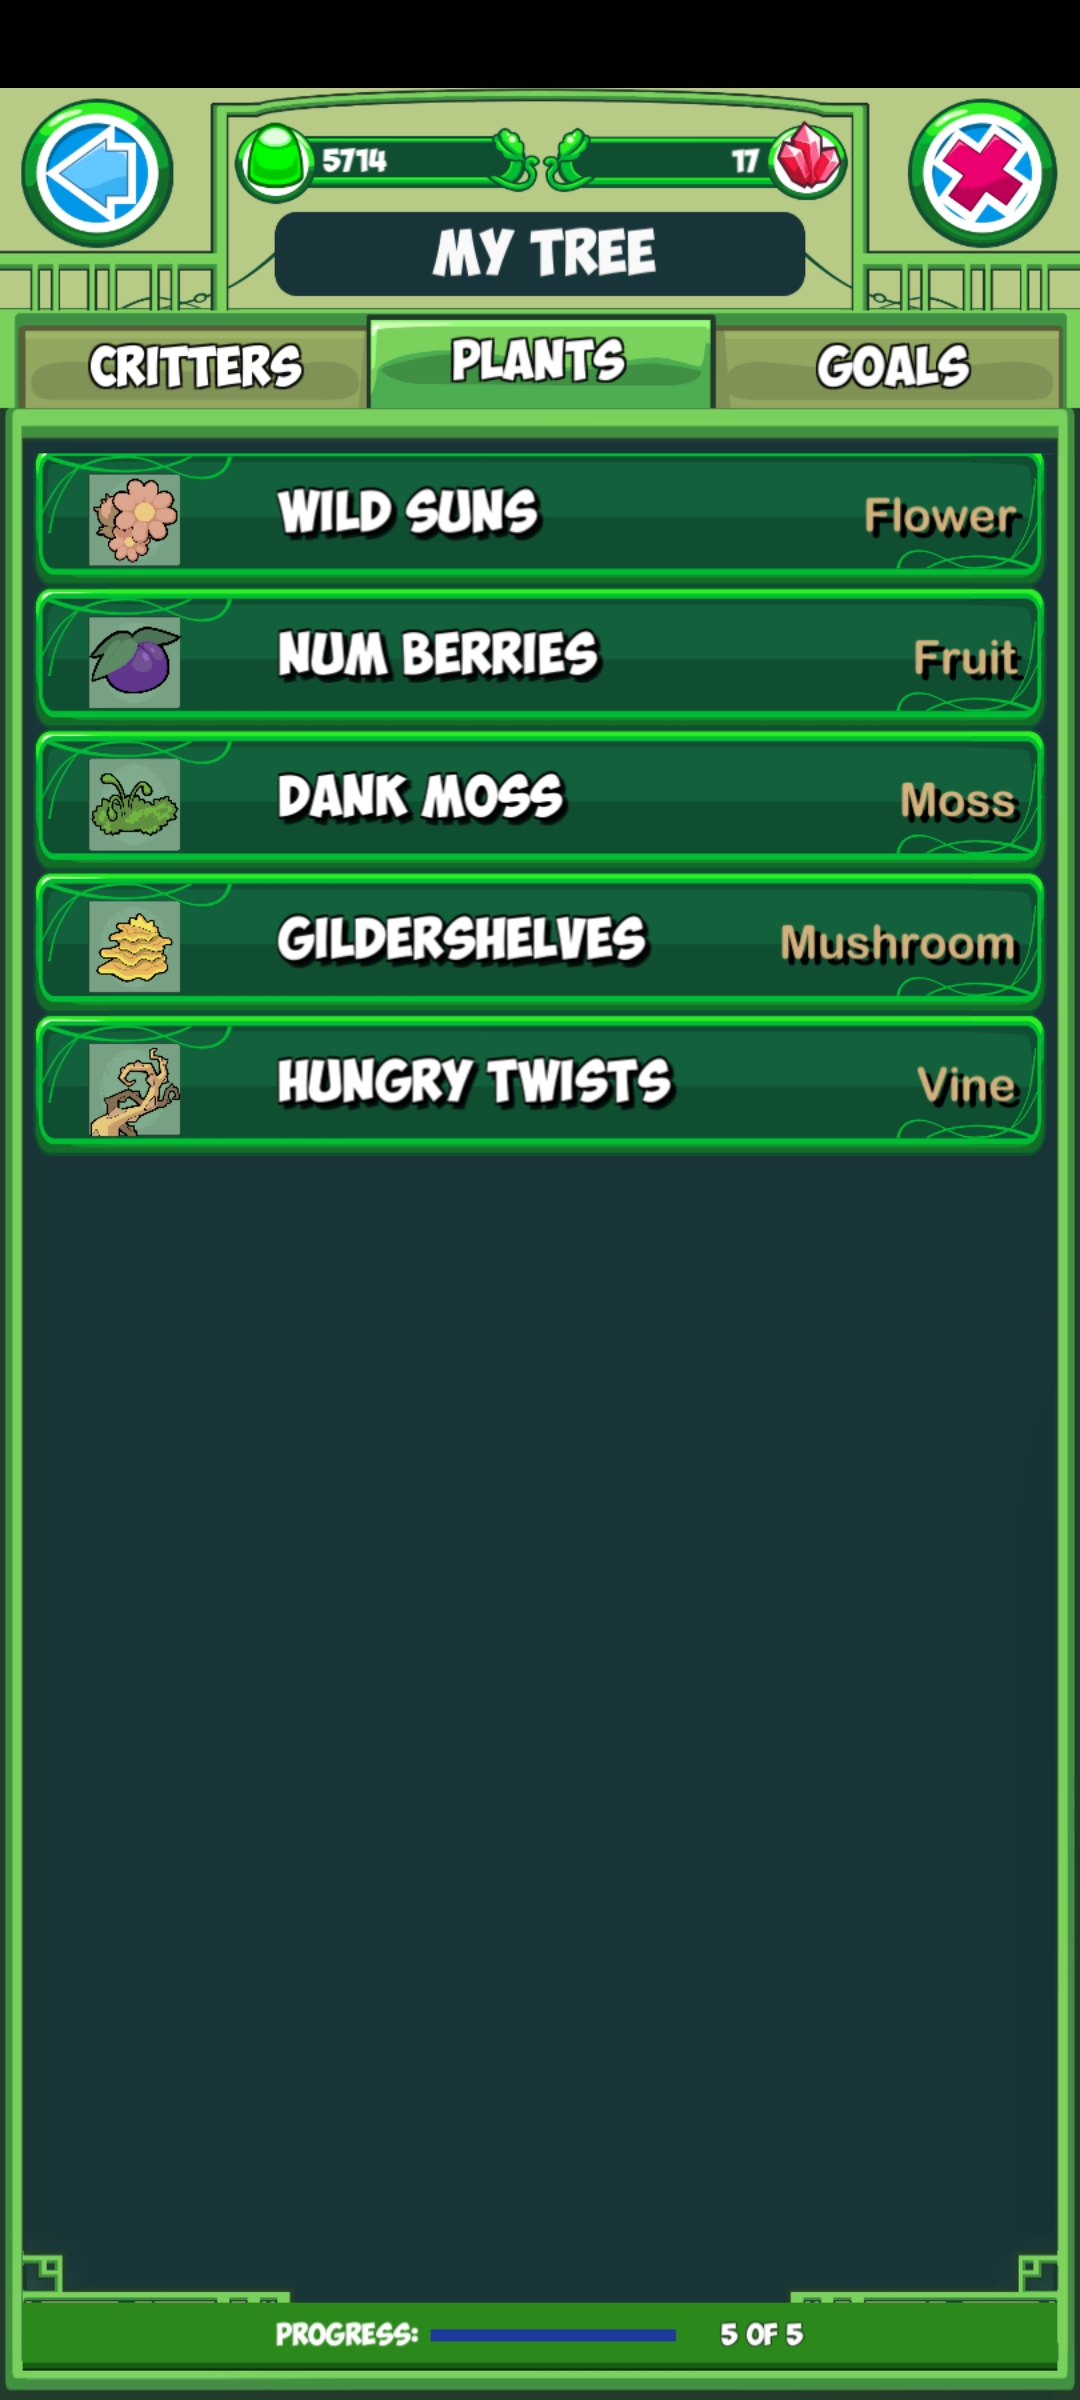 5714
17
MY TREE
CRITTERS
PLANTS
GOALS
WILD SUNS
Flower
NUM BERRIES
Fruit
DANK MOSS
Moss
GILDERSHELVES
Mushroom
HUNGRY TWISTS
Vine
PROGRESS:
5 OF 5